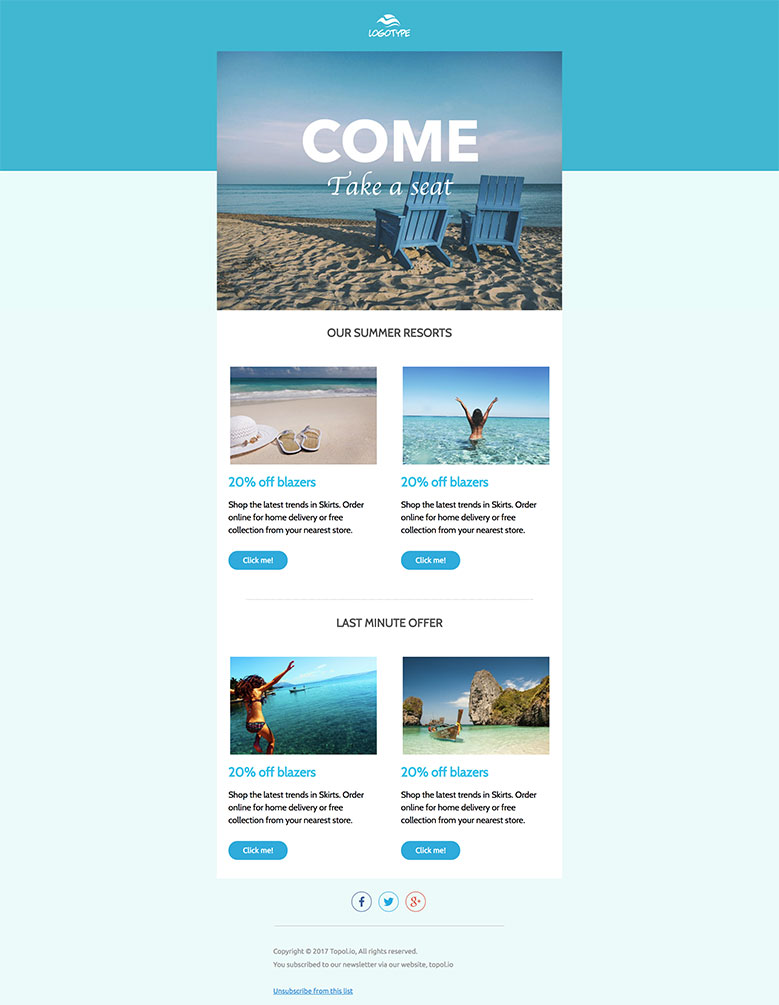 LOGOTYPE
COME
Take a seat
OUR SUMMER RESORTS
20% off blazers
Shop the latest trends in Skirts. Order
online for home delivery or free
collection from your nearest store.
Click me!
20% off blazers
Shop the latest trends in Skirts. Order
online for home delivery or free
collection from your nearest store.
Click me!
LAST MINUTE OFFER
20% off blazers
Shop the latest trends in Skirts. Order
online for home delivery or free
collection from your nearest store.
Click me!
20% off blazers
Shop the latest trends in Skirts. Order
online for home delivery or free
collection from your nearest store.
Click me!
Copyright © 2017 Topol.io, All rights reserved.
You subscribed to our newsletter via our website, topol.io
Unsubscribe from this list